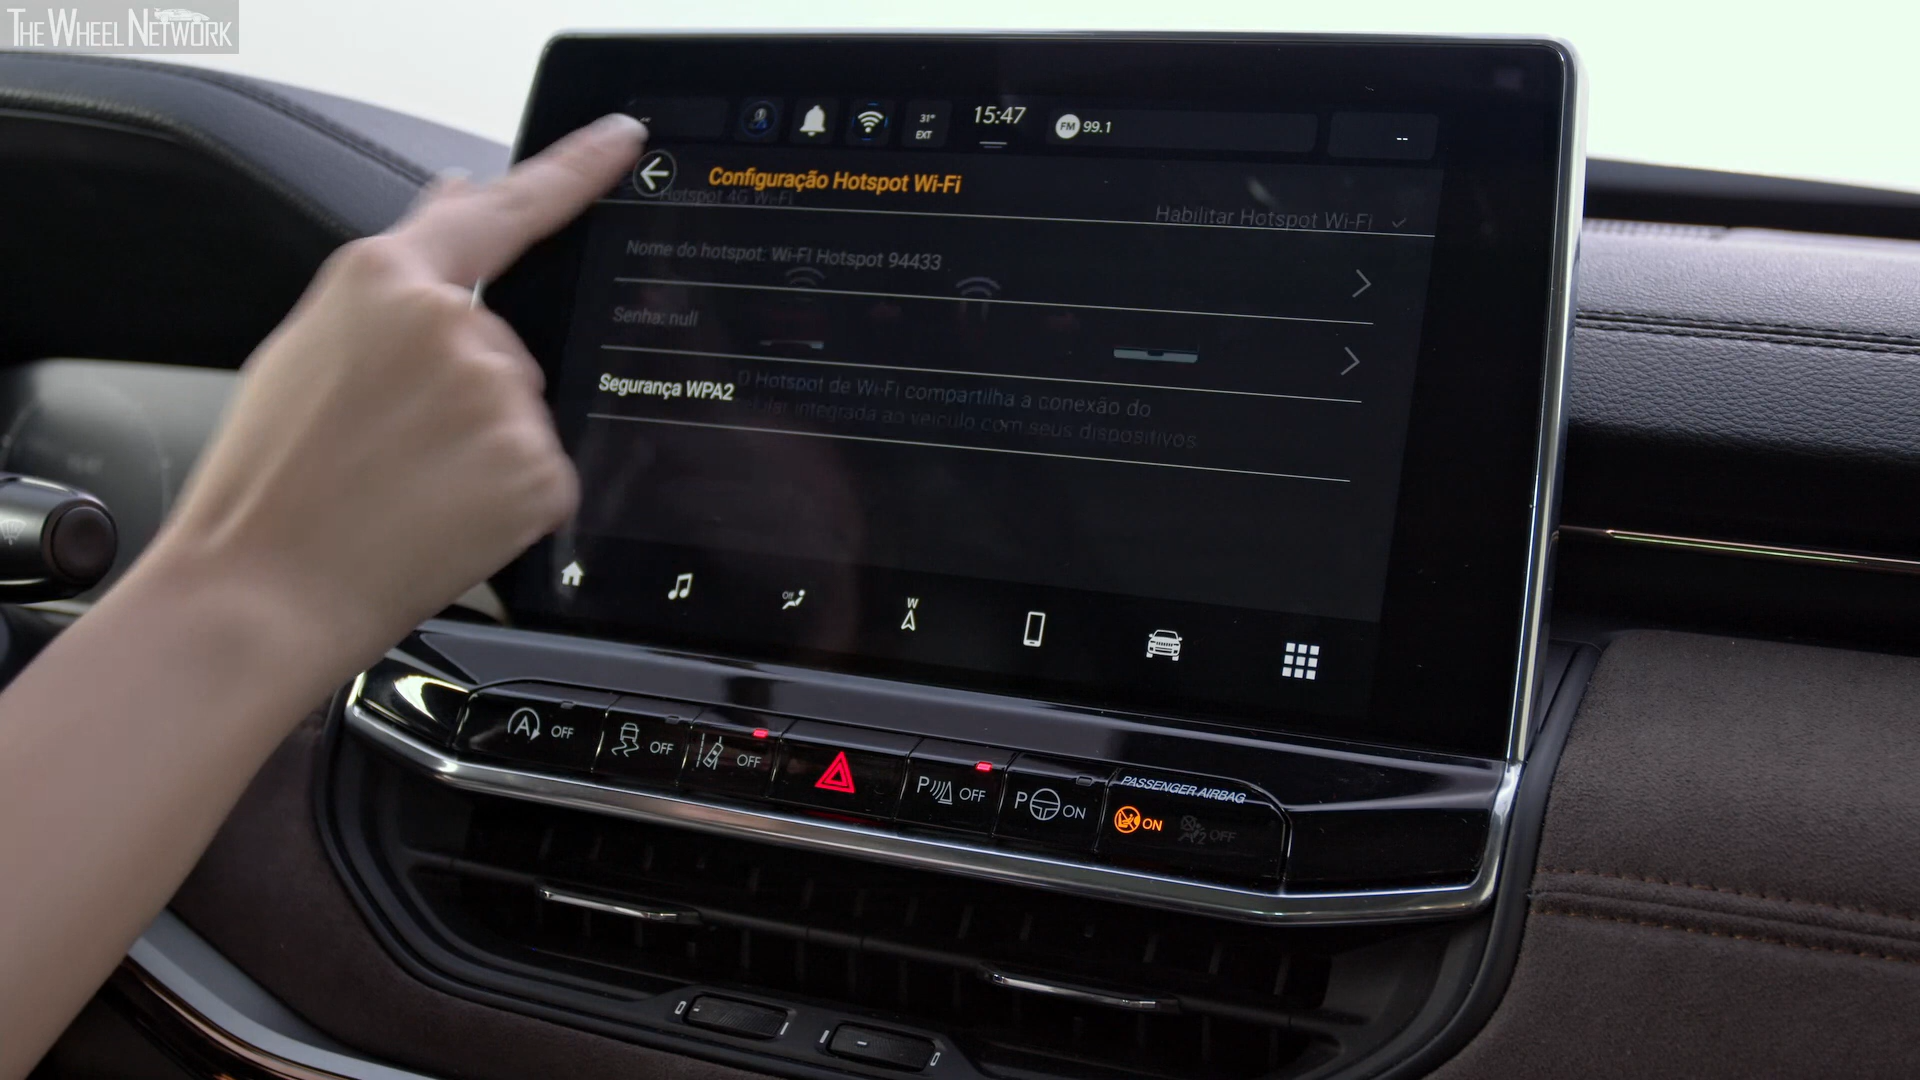 THE WHEEL NETWORK
31°
EXT
15:47
FM 99.1
--
Configuração Hotspot Wi-Fi
Hotspot 4G Wi-Fi
Habilitar Hotspot Wi-Fi
Nome do hotspot: Wi-FI Hotspot 94433
Senha: null
Segurança WPA2
O Hotspot de Wi-Fi compartilha a conexão do
integrada ao veículo com seus dispositivos
Off
W
A OFF
OFF
OFF
P OFF
P ON
PASSENGER AIRBAG
ON
2 OFF